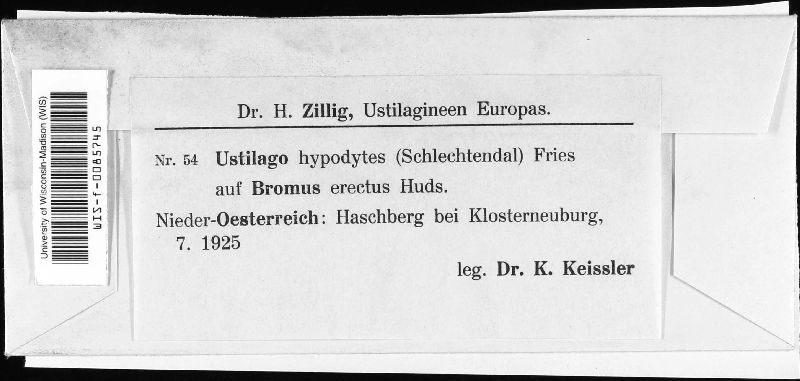 Dr. H. Zillig, Ustilagineen Europas.
Nr. 54 Ustilago hypodytes (Schlechtendal) Fries
auf Bromus erectus Huds.
Nieder-Oesterreich: Haschberg bei Klosterneuburg,
7. 1925
leg. Dr. K. Keissler
University of Wisconsin-Madison (WIS)
WIS-f-0085745